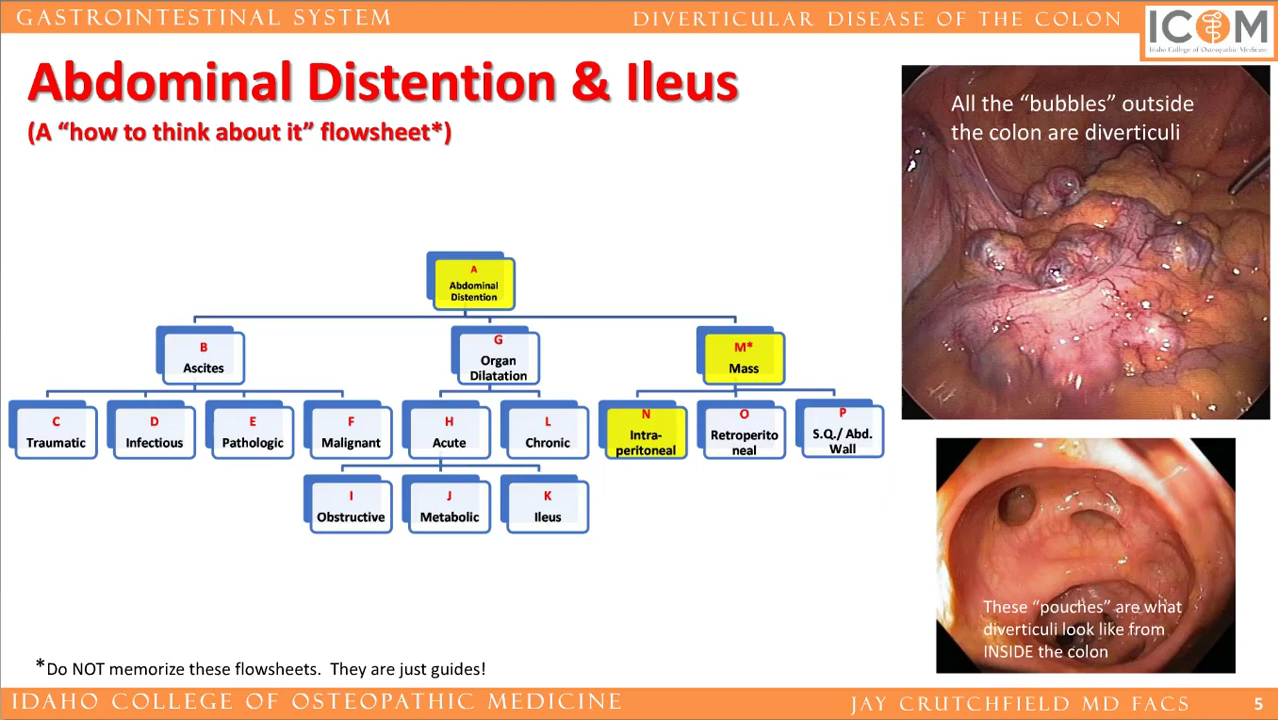 GASTROINTESTINAL SYSTEM
DIVERTICULAR DISEASE OF THE COLON
ICOM
Idaho College of Osteopathic Medicine
Abdominal Distention & Ileus
(A “how to think about it” flowsheet*)
All the “bubbles” outside
the colon are diverticuli
A
Abdominal
Distention
B
Ascites
G
Organ
Dilatation
M*
Mass
C
Traumatic
D
Infectious
E
Pathologic
F
Malignant
H
Acute
L
Chronic
N
Intra-
peritoneal
O
Retroperito
neal
P
S.Q./ Abd.
Wall
I
Obstructive
J
Metabolic
K
Ileus
These “pouches” are what
diverticuli look like from
INSIDE the colon
*Do NOT memorize these flowsheets. They are just guides!
IDAHO COLLEGE OF OSTEOPATHIC MEDICINE
JAY CRUTCHFIELD MD FACS
5